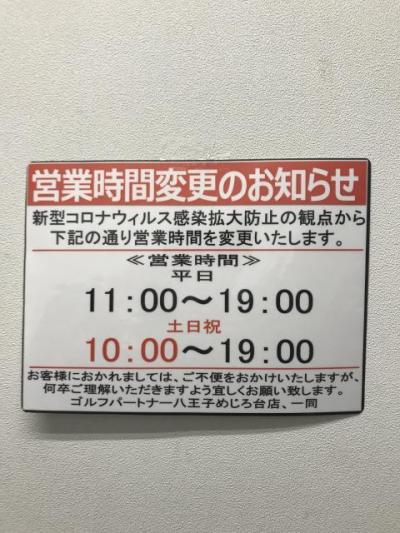 営業時間変更のお知らせ
新型コロナウィルス感染拡大防止の観点から
下記の通り営業時間を変更いたします。
≪営業時間≫
平日
11:00～19:00
土日祝
10:00～19:00
お客様におかれましては、ご不便をおかけいたしますが、
何卒ご理解いただきますよう宜しくお願い致します。
ゴルフパートナー八王子めじろ台店、一同